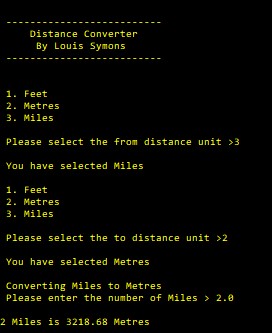 --------------------------
Distance Converter
By Louis Symons
--------------------------
1. Feet
2. Metres
3. Miles
Please select the from distance unit >3
You have selected Miles
1. Feet
2. Metres
3. Miles
Please select the to distance unit >2
You have selected Metres
Converting Miles to Metres
Please enter the number of Miles > 2.0
2 Miles is 3218.68 Metres